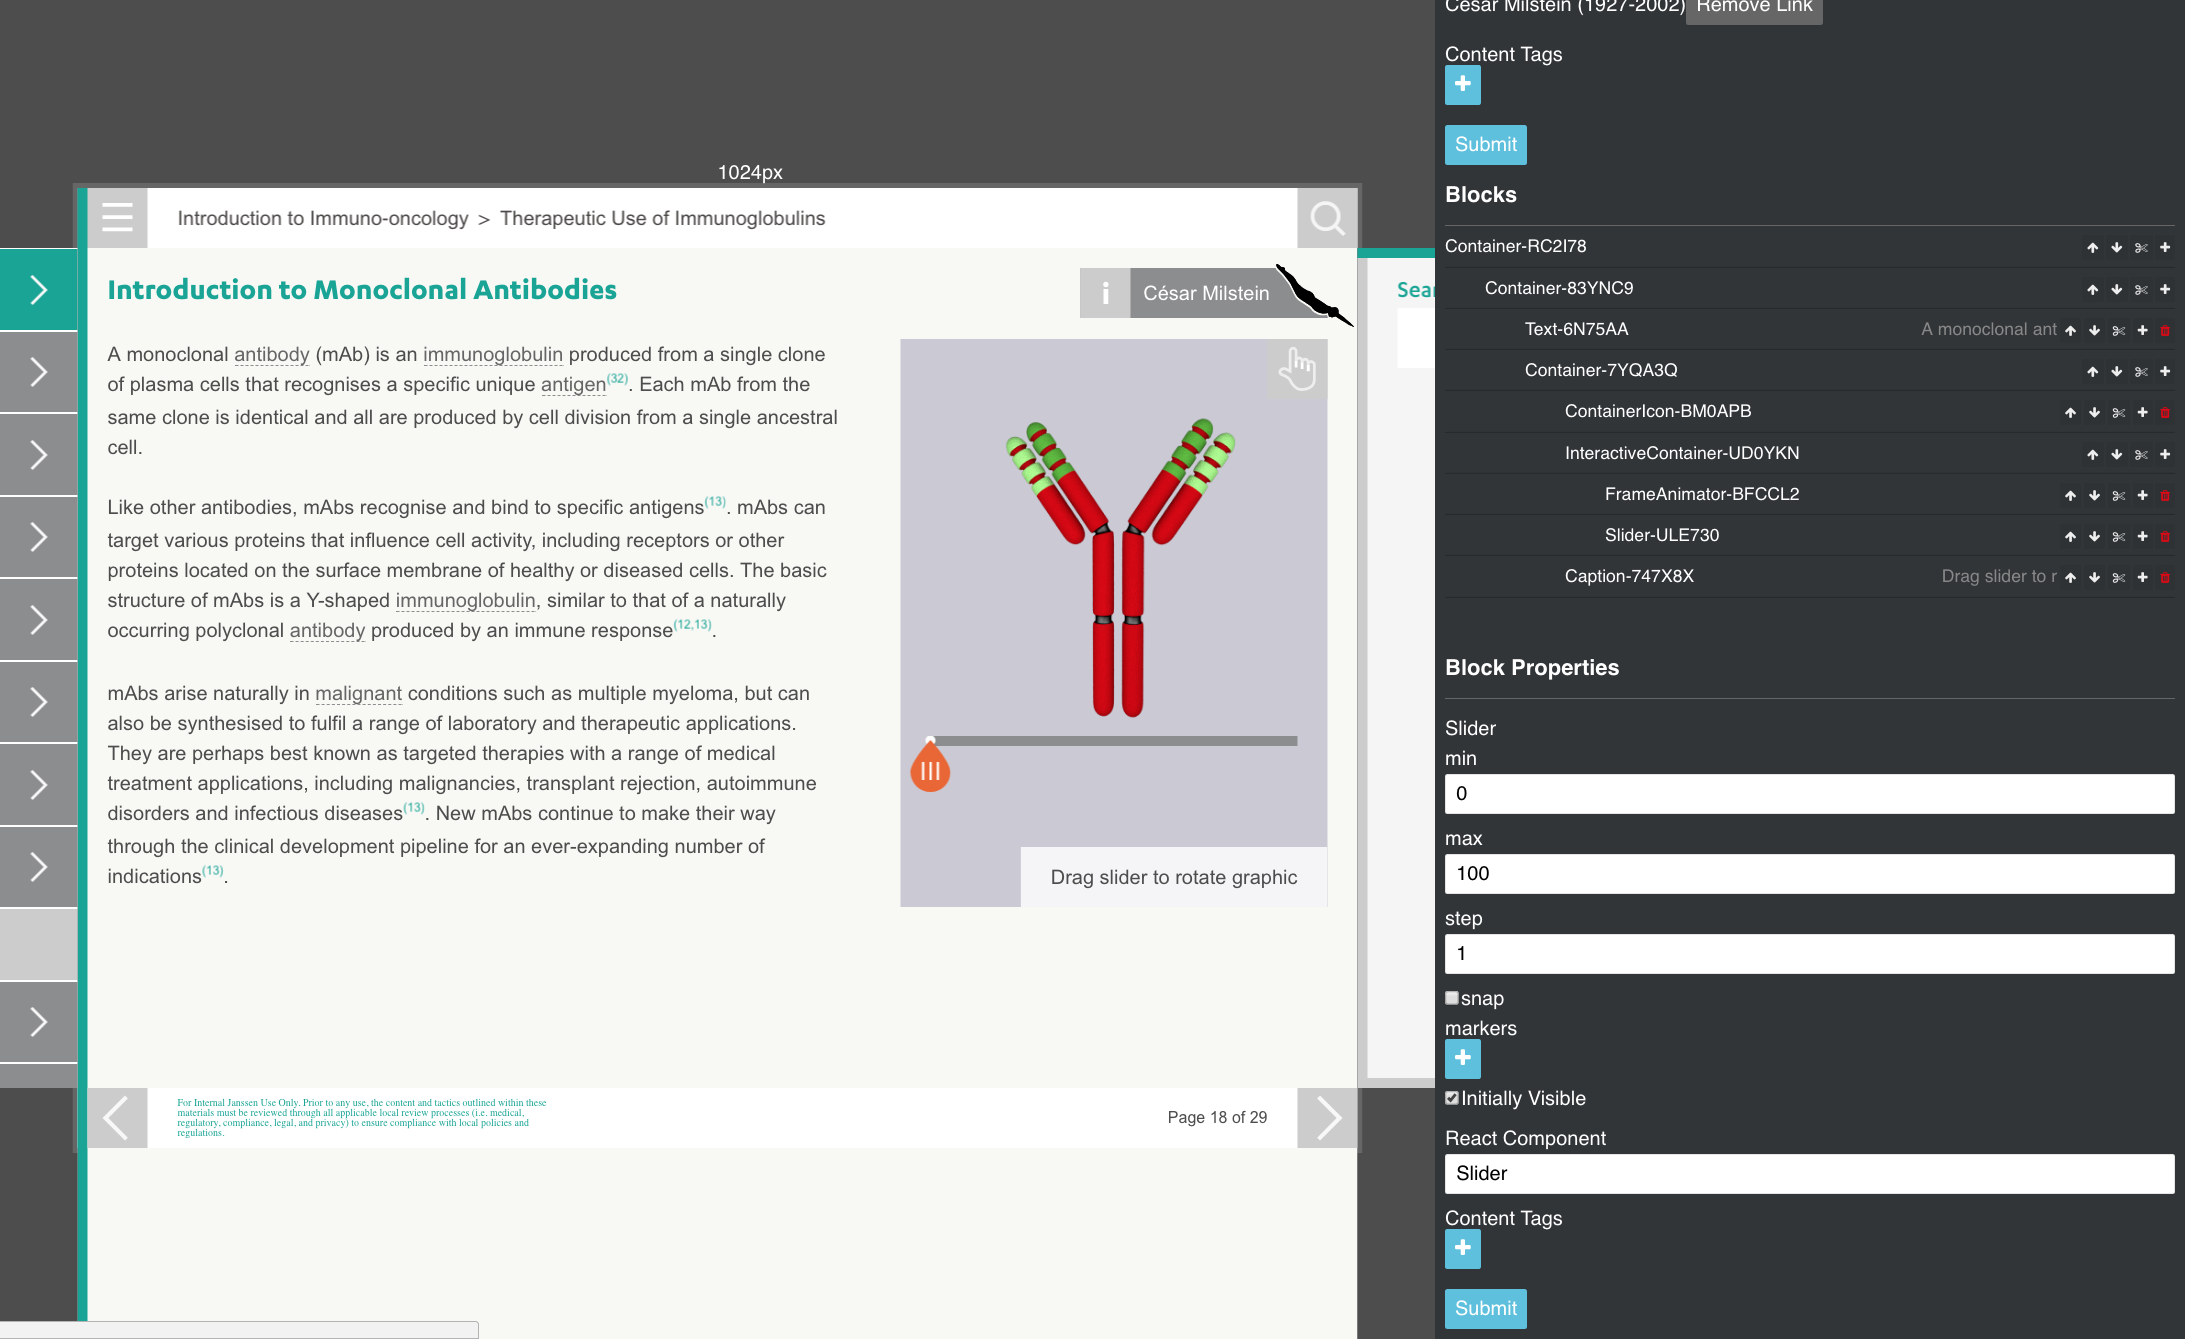 1024px
Introduction to Immuno-oncology > Therapeutic Use of Immunoglobulins
Introduction to Monoclonal Antibodies
i
César Milstein
A monoclonal antibody (mAb) is an immunoglobulin produced from a single clone
of plasma cells that recognises a specific unique antigen(32). Each mAb from the
same clone is identical and all are produced by cell division from a single ancestral
cell.
Like other antibodies, mAbs recognise and bind to specific antigens(13). mAbs can
target various proteins that influence cell activity, including receptors or other
proteins located on the surface membrane of healthy or diseased cells. The basic
structure of mAbs is a Y-shaped immunoglobulin, similar to that of a naturally
occurring polyclonal antibody produced by an immune response(12,13).
mAbs arise naturally in malignant conditions such as multiple myeloma, but can
also be synthesised to fulfil a range of laboratory and therapeutic applications.
They are perhaps best known as targeted therapies with a range of medical
treatment applications, including malignancies, transplant rejection, autoimmune
disorders and infectious diseases(13). New mAbs continue to make their way
through the clinical development pipeline for an ever-expanding number of
indications(13).
Drag slider to rotate graphic
For Internal Janssen Use Only. Prior to any use, the content and tactics outlined within these
materials must be reviewed through all applicable local review processes (i.e. medical,
regulatory, compliance, legal, and privacy) to ensure compliance with local policies and
regulations.
Page 18 of 29
Sear
César Milstein (1927-2002) Remove Link
Content Tags
Submit
Blocks
Container-RC2I78
Container-83YNC9
Text-6N75AA A monoclonal ant
Container-7YQA3Q
ContainerIcon-BM0APB
InteractiveContainer-UD0YKN
FrameAnimator-BFCCL2
Slider-ULE730
Caption-747X8X Drag slider to r
Block Properties
Slider
min
0
max
100
step
1
snap
markers
Initially Visible
React Component
Slider
Content Tags
Submit